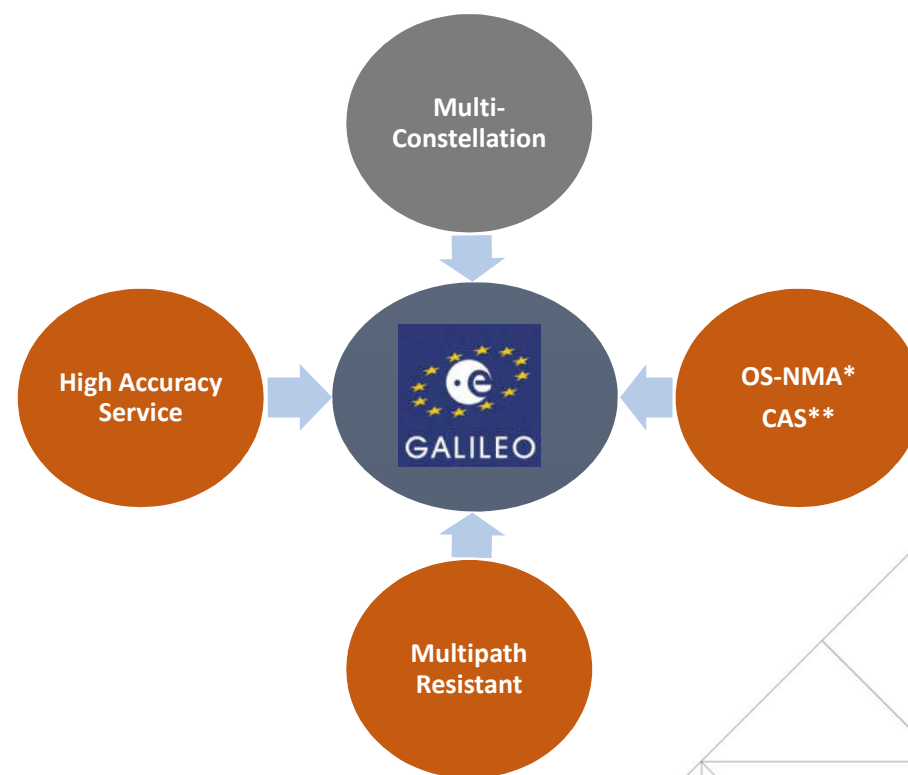 Multi-
Constellation
High Accuracy
Service
GALILEO
OS-NMA*
CAS**
Multipath
Resistant